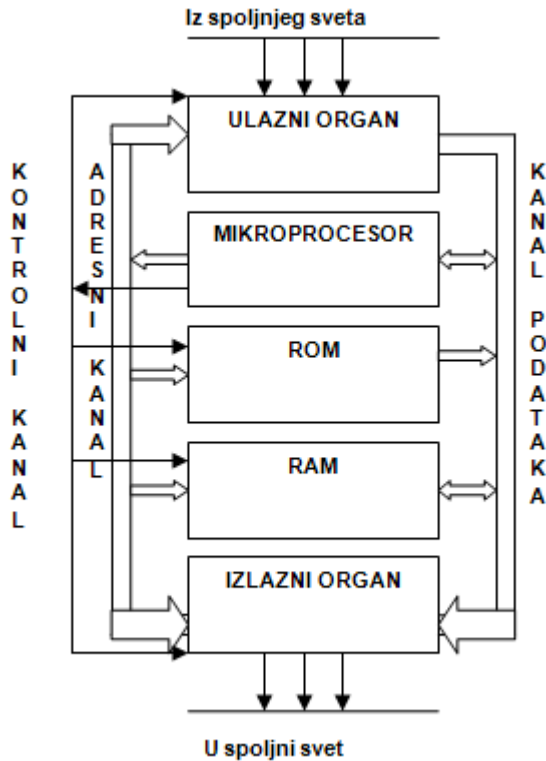 Iz spoljnjeg sveta
ULAZNI ORGAN
MIKROPROCESOR
ROM
RAM
IZLAZNI ORGAN
U spoljni svet
KONTROLNI KANAL
ADRESNI KANAL
KANAL PODATAKA